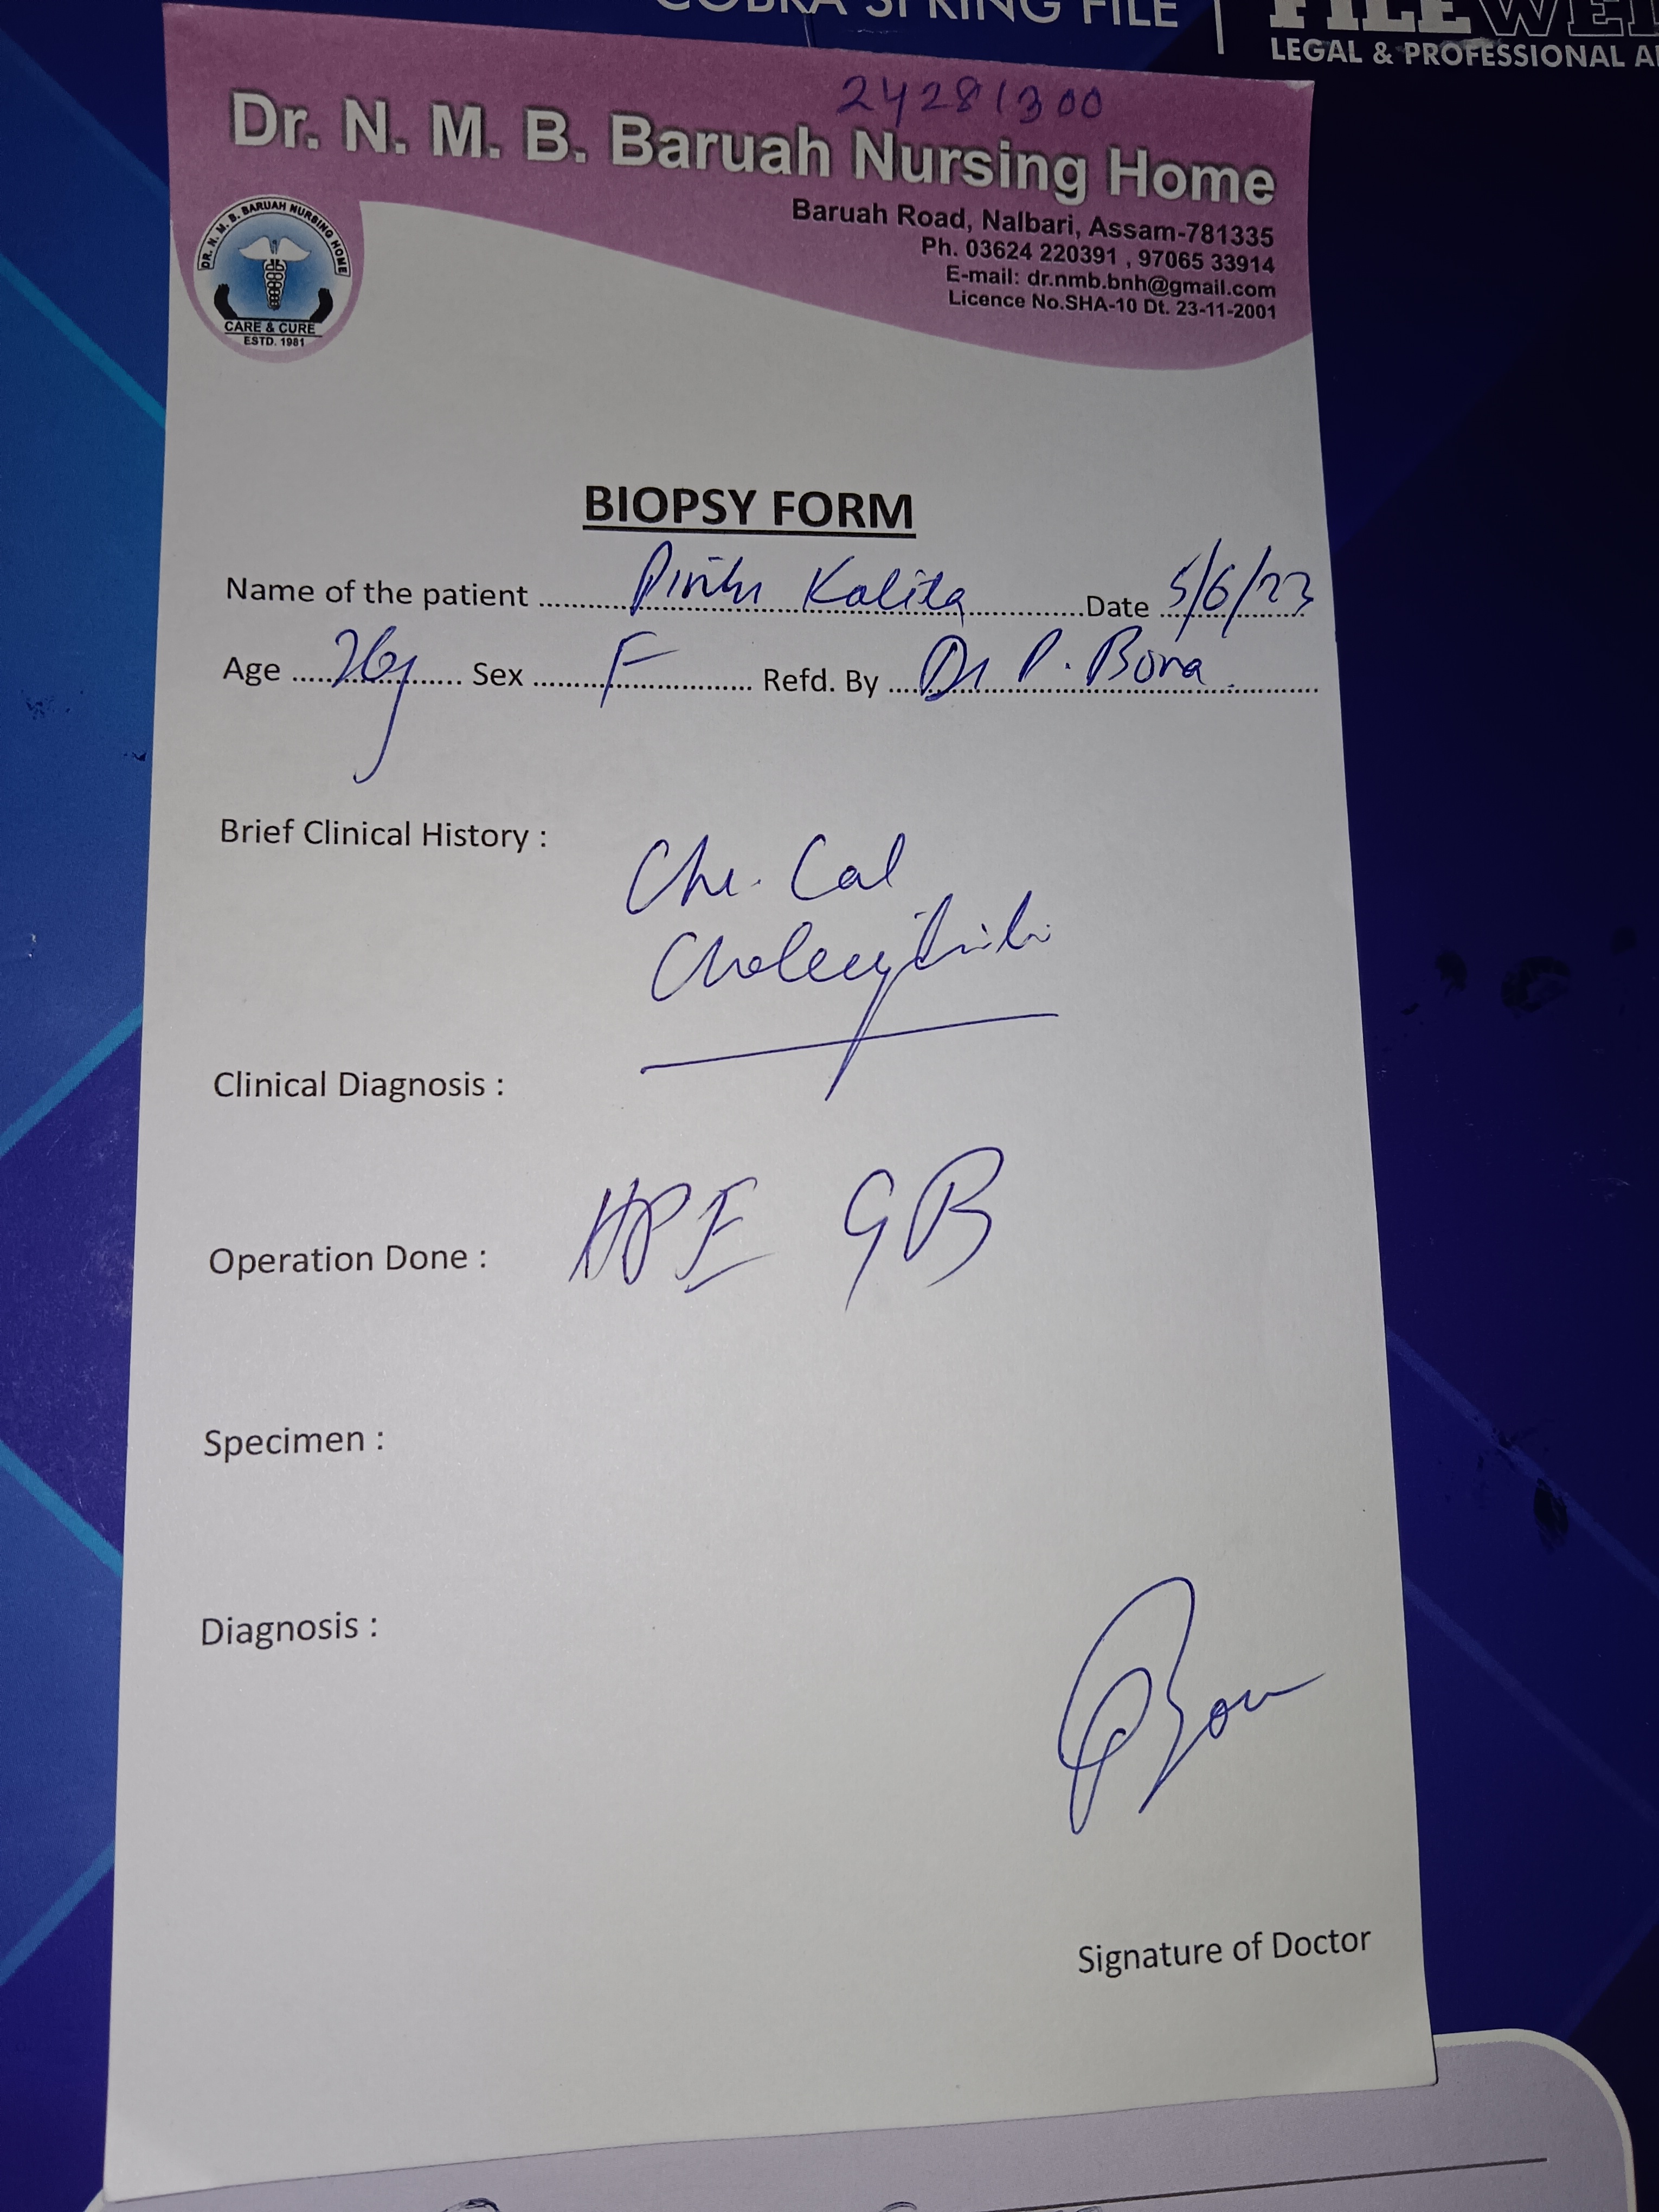 COBRA SPRING FILE
LEGAL & PROFESSIONAL
24281300
Dr. N. M. B. Baruah Nursing Home
Baruah Road, Nalbari, Assam-781335
Ph. 03624 220391 , 97065 33914
E-mail: dr.nmb.bnh@gmail.com
Licence No.SHA-10 Dt. 23-11-2001
DR. N. M. B. BARUAH NURSING HOME
CARE & CURE
ESTD. 1981
BIOPSY FORM
Name of the patient Kalita Date 5/6/23
Age 26y Sex F Refd. By Dr P. Bora
Brief Clinical History :
Chr. Cal
Cholecystitis
Clinical Diagnosis :
Operation Done : HPE GB
Specimen :
Diagnosis :
Signature of Doctor